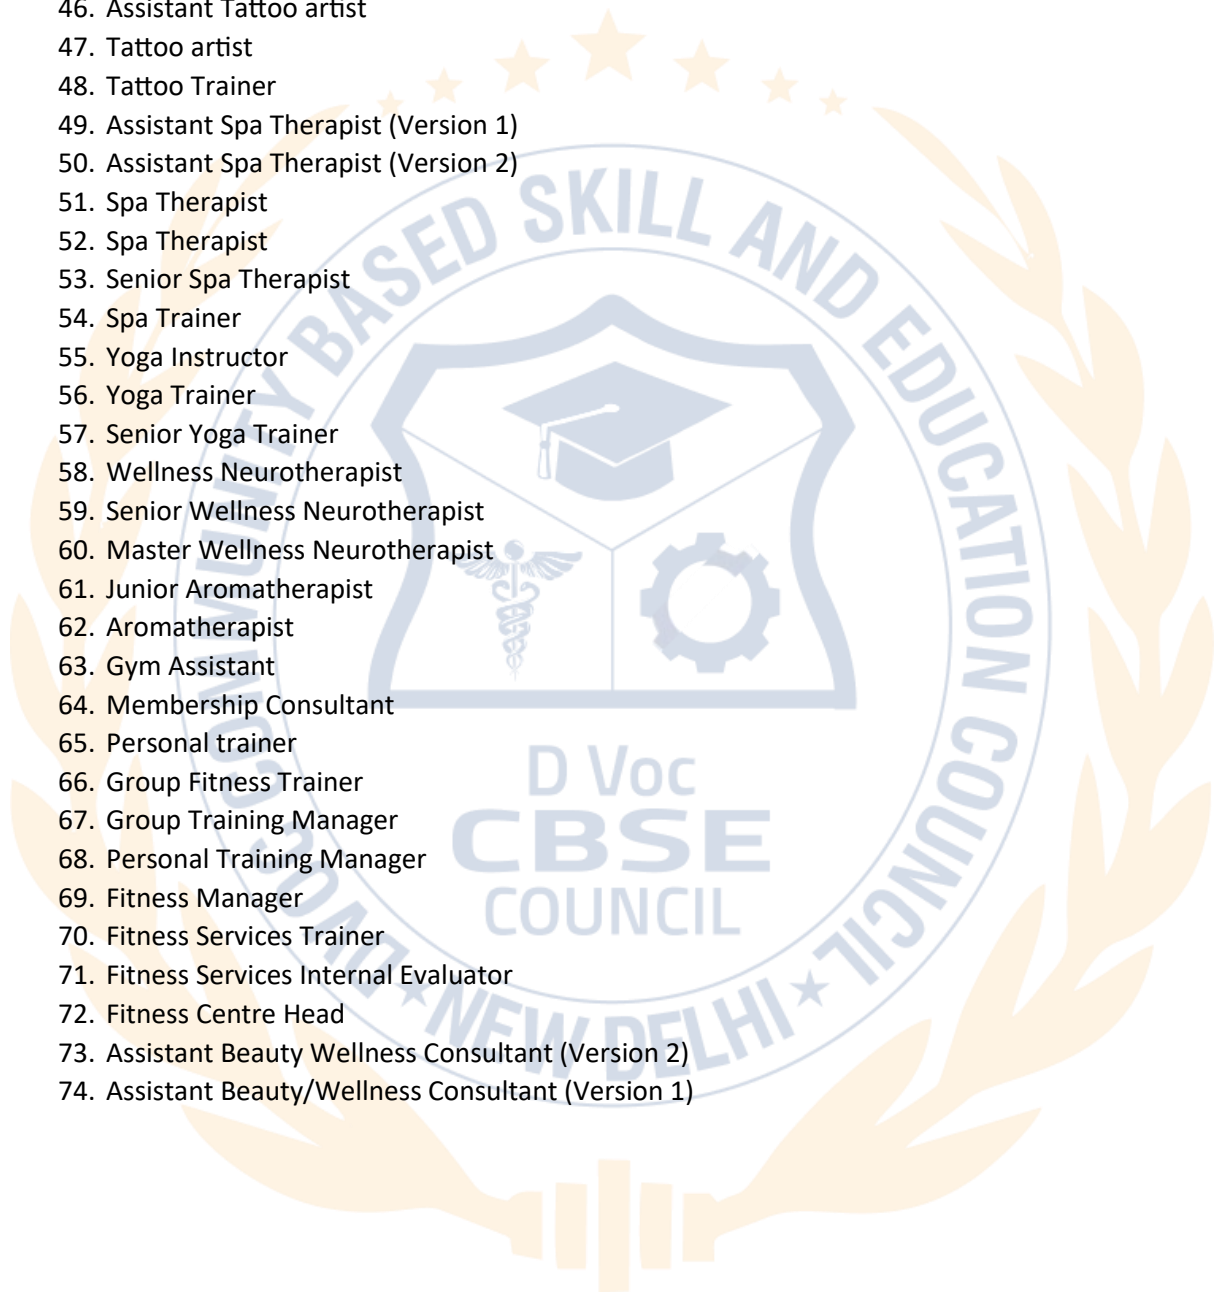 46. Assistant Tattoo artist
47. Tattoo artist
48. Tattoo Trainer
49. Assistant Spa Therapist (Version 1)
50. Assistant Spa Therapist (Version 2)
51. Spa Therapist
52. Spa Therapist
53. Senior Spa Therapist
54. Spa Trainer
55. Yoga Instructor
56. Yoga Trainer
57. Senior Yoga Trainer
58. Wellness Neurotherapist
59. Senior Wellness Neurotherapist
60. Master Wellness Neurotherapist
61. Junior Aromatherapist
62. Aromatherapist
63. Gym Assistant
64. Membership Consultant
65. Personal trainer
66. Group Fitness Trainer
67. Group Training Manager
68. Personal Training Manager
69. Fitness Manager
70. Fitness Services Trainer
71. Fitness Services Internal Evaluator
72. Fitness Centre Head
73. Assistant Beauty Wellness Consultant (Version 2)
74. Assistant Beauty/Wellness Consultant (Version 1)
DVOC COMMUNITY BASED SKILL AND EDUCATION COUNCIL
NEW DELHI
D Voc
CBSE
COUNCIL